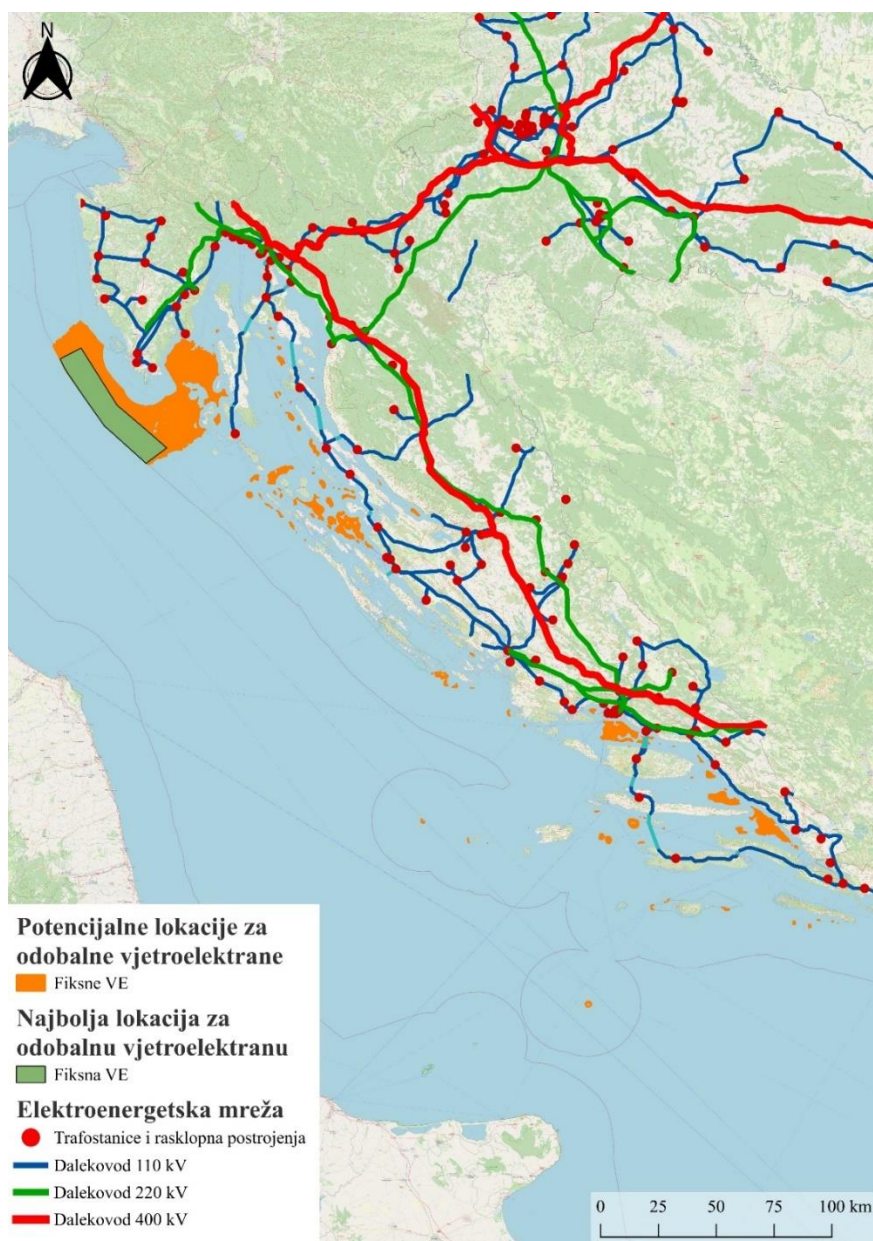 N
Potencijalne lokacije za
odobalne vjetroelektrane
Fiksne VE
Najbolja lokacija za
odobalnu vjetroelektranu
Fiksna VE
Elektroenergetska mreža
Trafostanice i rasklopna postrojenja
Dalekovod 110 kV
Dalekovod 220 kV
Dalekovod 400 kV
0 25 50 75 100 km